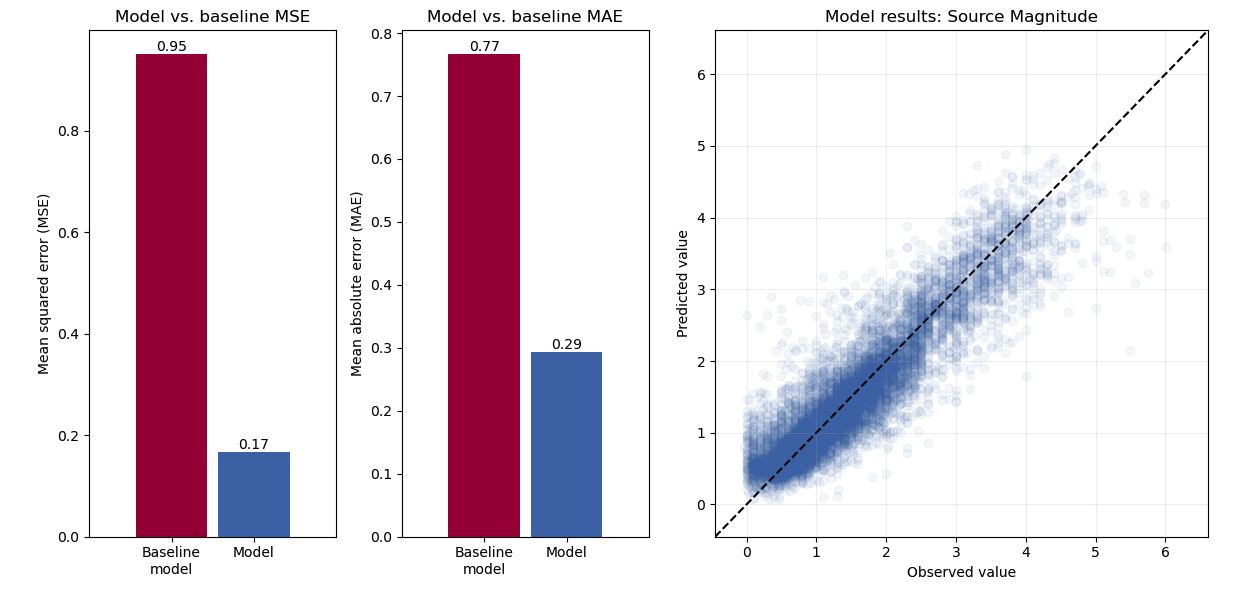 Model vs. baseline MSE
Mean squared error (MSE)
0.8
0.6
0.4
0.2
0.0
0.95
0.17
Baseline
model
Model
Model vs. baseline MAE
Mean absolute error (MAE)
0.8
0.7
0.6
0.5
0.4
0.3
0.2
0.1
0.0
0.77
0.29
Baseline
model
Model
Model results: Source Magnitude
Predicted value
6
5
4
3
2
1
0
0 1 2 3 4 5 6
Observed value